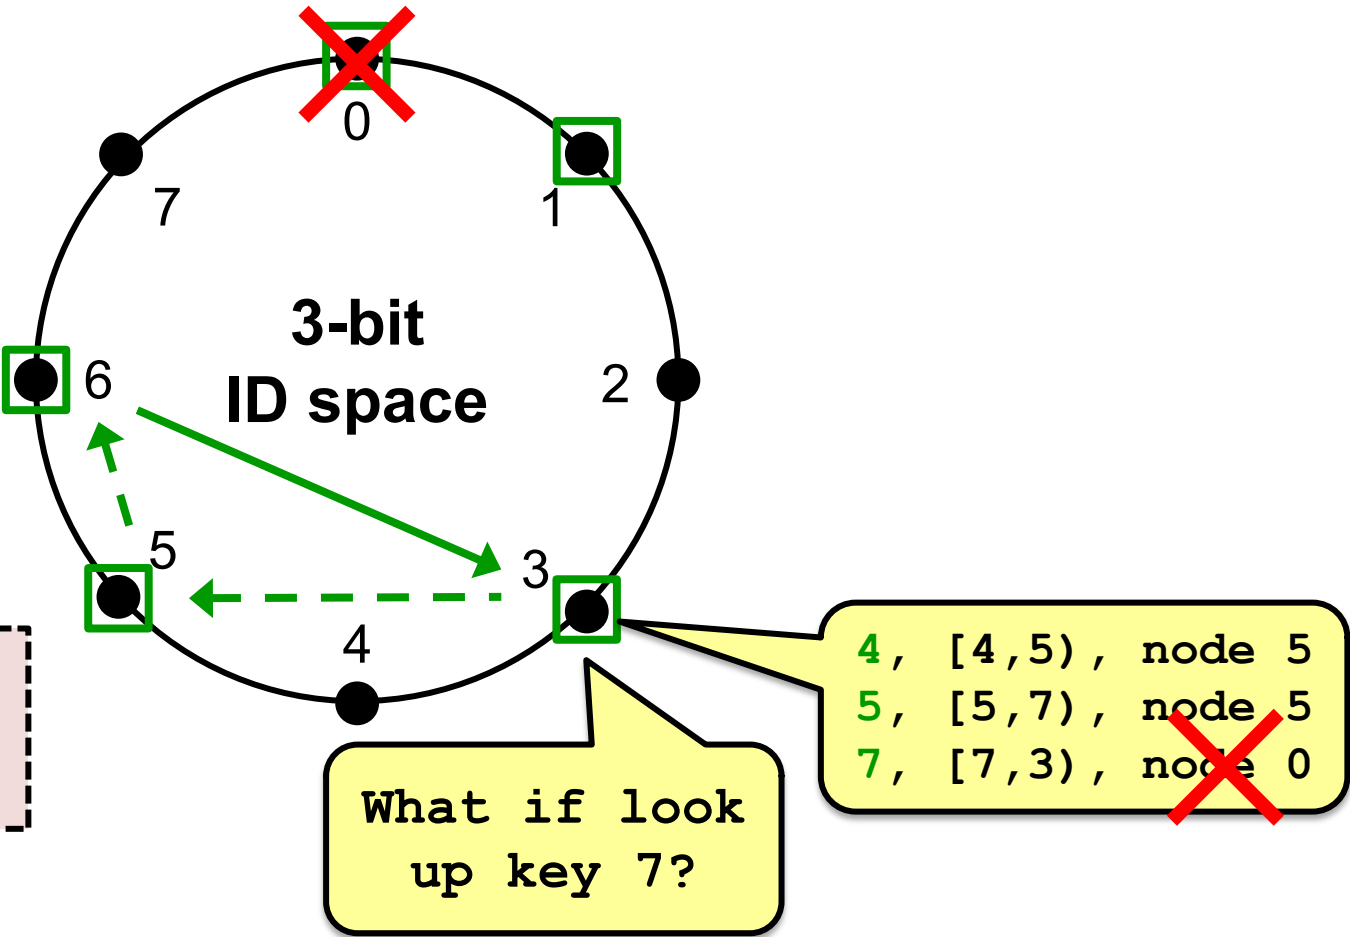 0
7
1
3-bit
ID space
6
2
5
3
4
4, [4,5), node 5
5, [5,7), node 5
7, [7,3), node 0
What if look
up key 7?